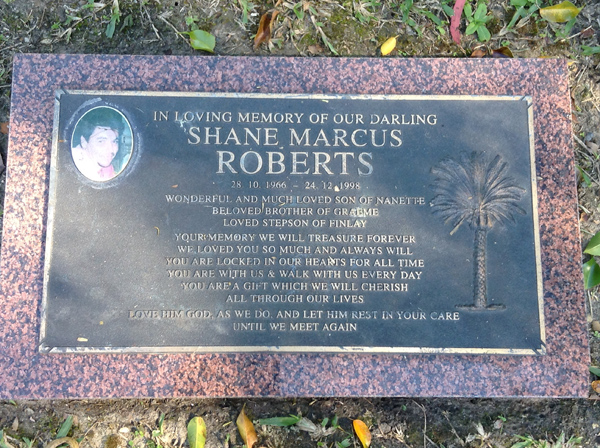 IN LOVING MEMORY OF OUR DARLING
SHANE MARCUS
ROBERTS
28. 10. 1966 - 24. 12. 1998
WONDERFUL AND MUCH LOVED SON OF NANETTE
BELOVED BROTHER OF GRAEME
LOVED STEPSON OF FINLAY
YOUR MEMORY WE WILL TREASURE FOREVER
WE LOVED YOU SO MUCH AND ALWAYS WILL
YOU ARE LOCKED IN OUR HEARTS FOR ALL TIME
YOU ARE WITH US & WALK WITH US EVERY DAY
YOU ARE A GIFT WHICH WE WILL CHERISH
ALL THROUGH OUR LIVES
LOVE HIM GOD, AS WE DO, AND LET HIM REST IN YOUR CARE
UNTIL WE MEET AGAIN